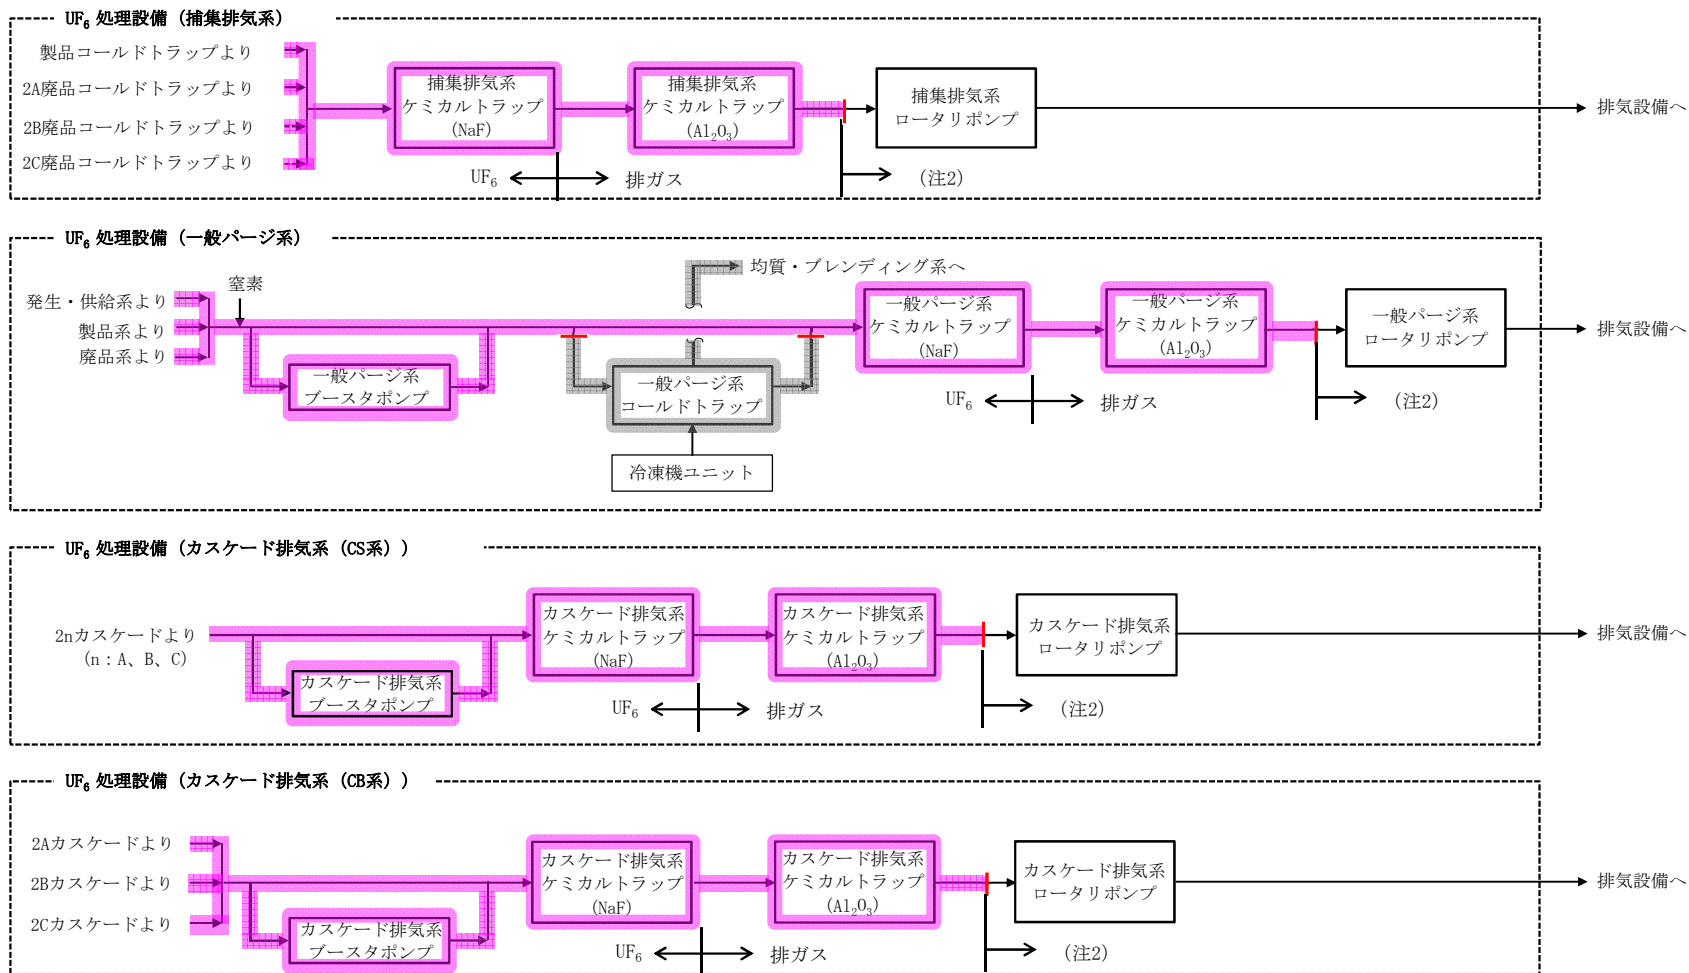 UF₆ 処理設備（捕集排気系）
製品コールドトラップより
2A廃品コールドトラップより
2B廃品コールドトラップより
2C廃品コールドトラップより
捕集排気系
ケミカルトラップ
(NaF)
捕集排気系
ケミカルトラップ
(Al₂O₃)
捕集排気系
ロータリポンプ
排気設備へ
UF₆
排ガス
（注2）
UF₆ 処理設備（一般パージ系）
発生・供給系より
製品系より
廃品系より
窒素
均質・ブレンディング系へ
一般パージ系
ブースタポンプ
一般パージ系
コールドトラップ
冷凍機ユニット
一般パージ系
ケミカルトラップ
(NaF)
一般パージ系
ケミカルトラップ
(Al₂O₃)
一般パージ系
ロータリポンプ
排気設備へ
UF₆
排ガス
（注2）
UF₆ 処理設備（カスケード排気系（CS系））
2nカスケードより
(n：A、B、C)
カスケード排気系
ブースタポンプ
カスケード排気系
ケミカルトラップ
(NaF)
カスケード排気系
ケミカルトラップ
(Al₂O₃)
カスケード排気系
ロータリポンプ
排気設備へ
UF₆
排ガス
（注2）
UF₆ 処理設備（カスケード排気系（CB系））
2Aカスケードより
2Bカスケードより
2Cカスケードより
カスケード排気系
ブースタポンプ
カスケード排気系
ケミカルトラップ
(NaF)
カスケード排気系
ケミカルトラップ
(Al₂O₃)
カスケード排気系
ロータリポンプ
排気設備へ
UF₆
排ガス
（注2）